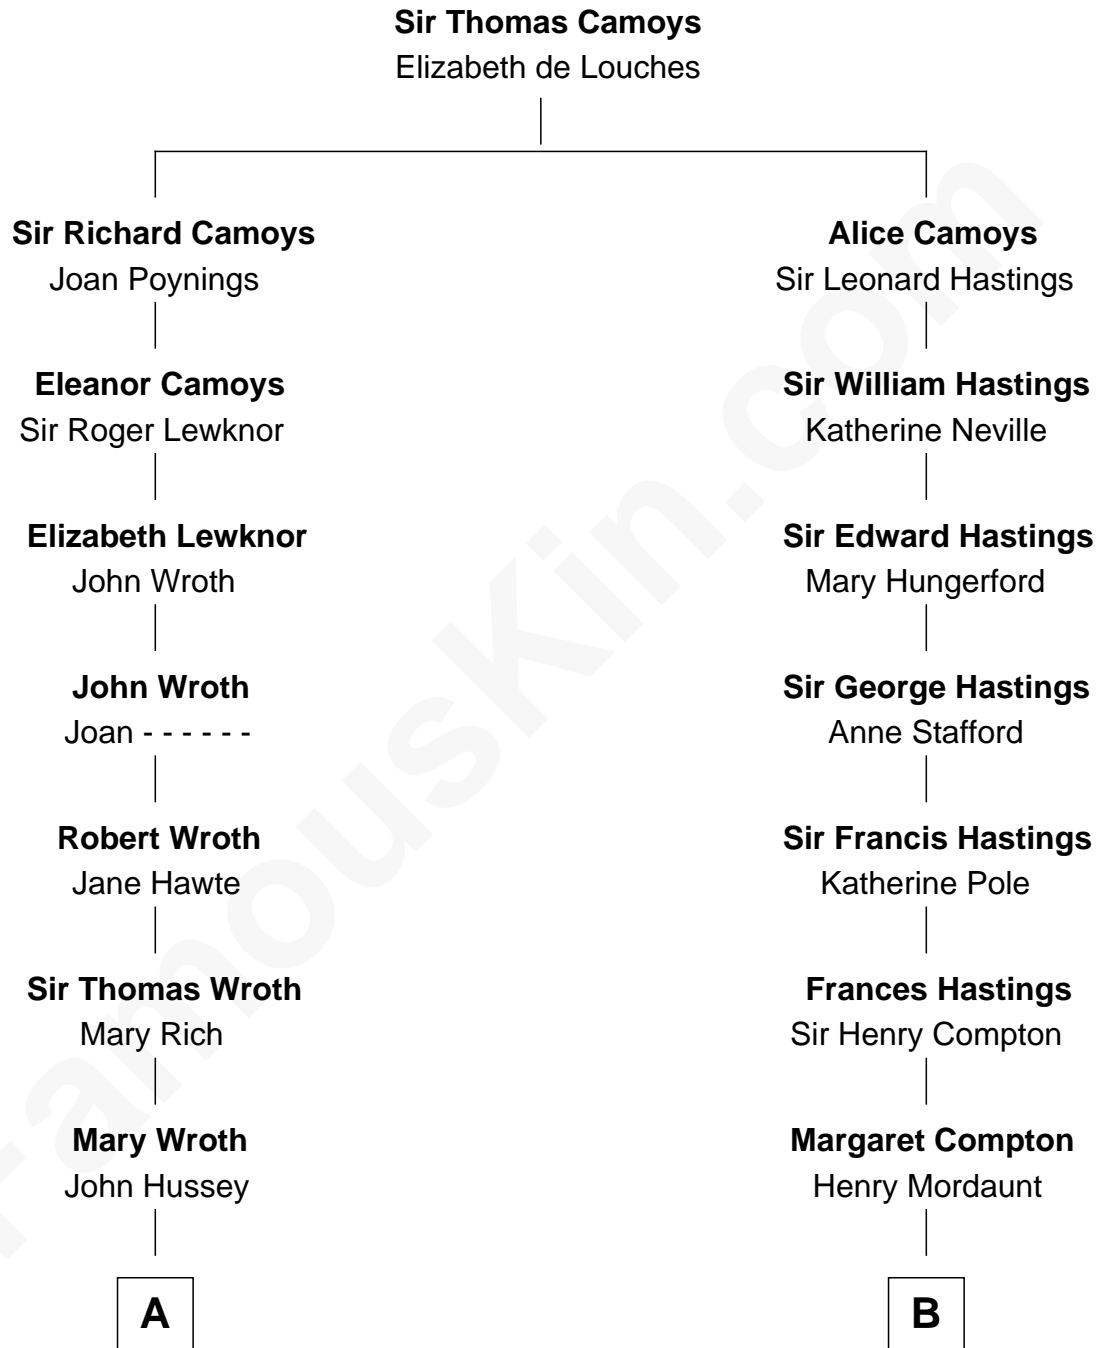 Sir Thomas Camoys
Elizabeth de Louches
Sir Richard Camoys
Joan Poynings
Alice Camoys
Sir Leonard Hastings
Eleanor Camoys
Sir Roger Lewknor
Sir William Hastings
Katherine Neville
Elizabeth Lewknor
John Wroth
Sir Edward Hastings
Mary Hungerford
John Wroth
Joan - - - - - -
Sir George Hastings
Anne Stafford
Robert Wroth
Jane Hawte
Sir Francis Hastings
Katherine Pole
Sir Thomas Wroth
Mary Rich
Frances Hastings
Sir Henry Compton
Mary Wroth
John Hussey
Margaret Compton
Henry Mordaunt
A
B
FamousKin.com